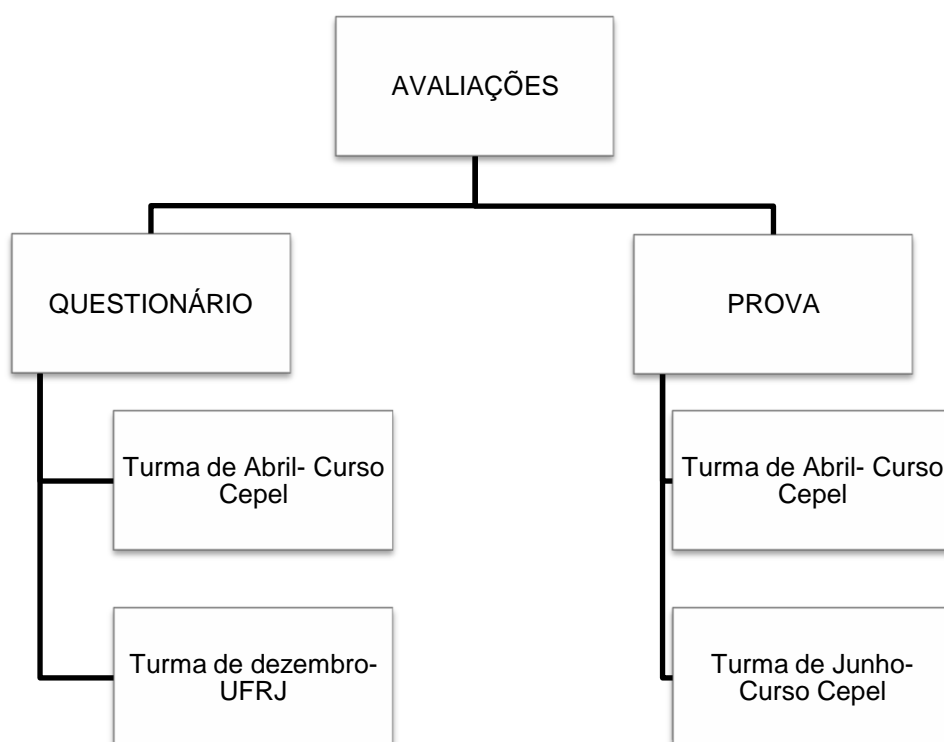 AVALIAÇÕES
QUESTIONÁRIO
PROVA
Turma de Abril- Curso
Cepel
Turma de Abril- Curso
Cepel
Turma de dezembro-
UFRJ
Turma de Junho-
Curso Cepel